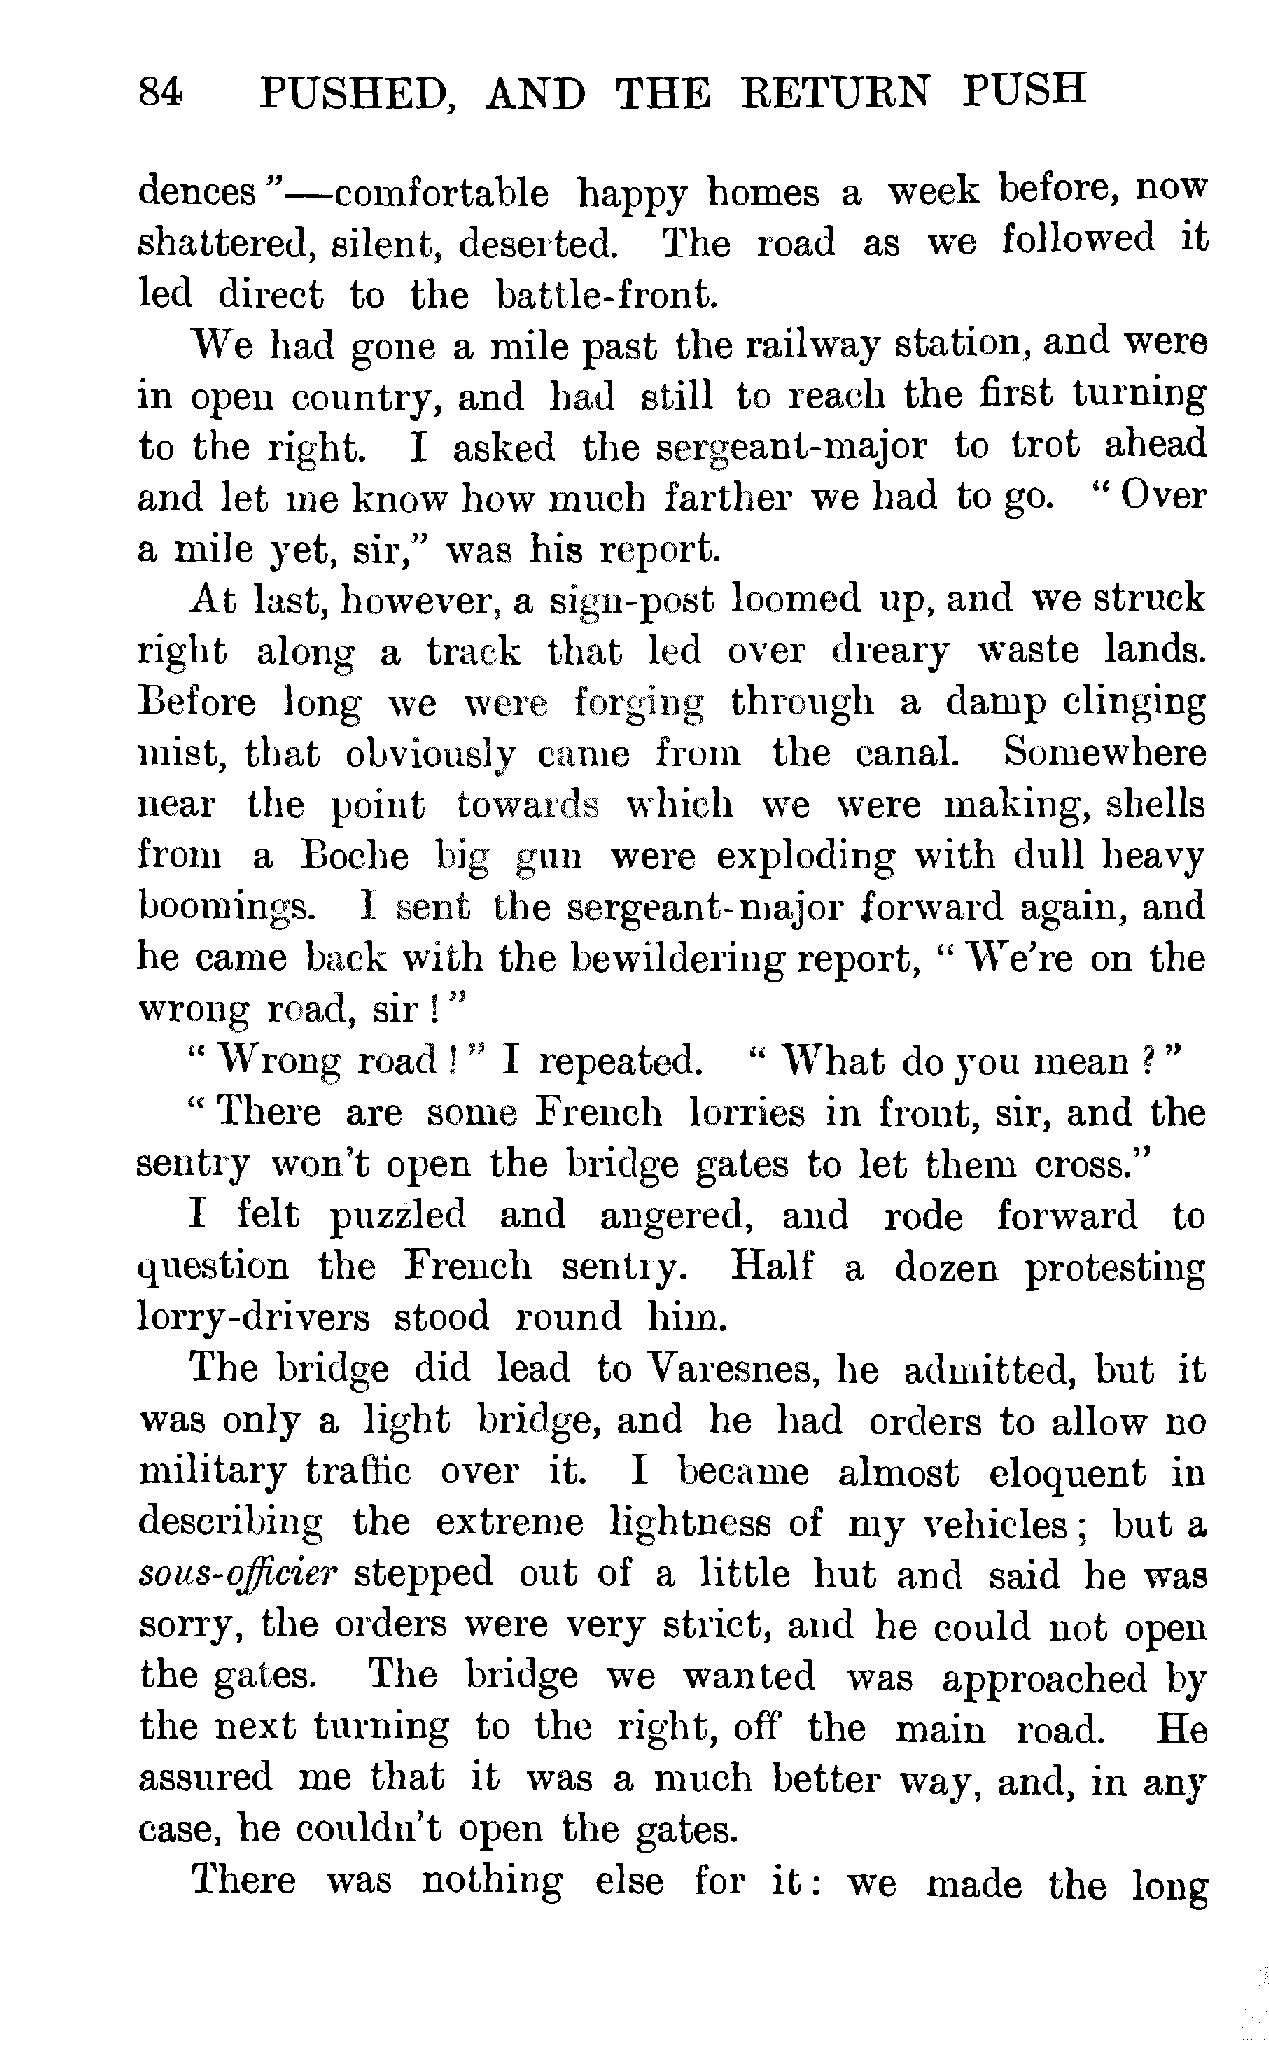 84 PUSHED, AND THE RETURN PUSH
dences "—comfortable happy homes a week before, now
shattered, silent, deserted. The road as we followed it
led direct to the battle-front.
We had gone a mile past the railway station, and were
in open country, and had still to reach the first turning
to the right. I asked the sergeant-major to trot ahead
and let me know how much farther we had to go. " Over
a mile yet, sir," was his report.
At last, however, a sign-post loomed up, and we struck
right along a track that led over dreary waste lands.
Before long we were forging through a damp clinging
mist, that obviously came from the canal. Somewhere
near the point towards which we were making, shells
from a Boche big gun were exploding with dull heavy
boomings. I sent the sergeant-major forward again, and
he came back with the bewildering report, " We're on the
wrong road, sir ! "
" Wrong road ! " I repeated. " What do you mean ? "
" There are some French lorries in front, sir, and the
sentry won't open the bridge gates to let them cross."
I felt puzzled and angered, and rode forward to
question the French sentry. Half a dozen protesting
lorry-drivers stood round him.
The bridge did lead to Varesnes, he admitted, but it
was only a light bridge, and he had orders to allow no
military traffic over it. I became almost eloquent in
describing the extreme lightness of my vehicles ; but a
sous-officier stepped out of a little hut and said he was
sorry, the orders were very strict, and he could not open
the gates. The bridge we wanted was approached by
the next turning to the right, off the main road. He
assured me that it was a much better way, and, in any
case, he couldn't open the gates.
There was nothing else for it : we made the long